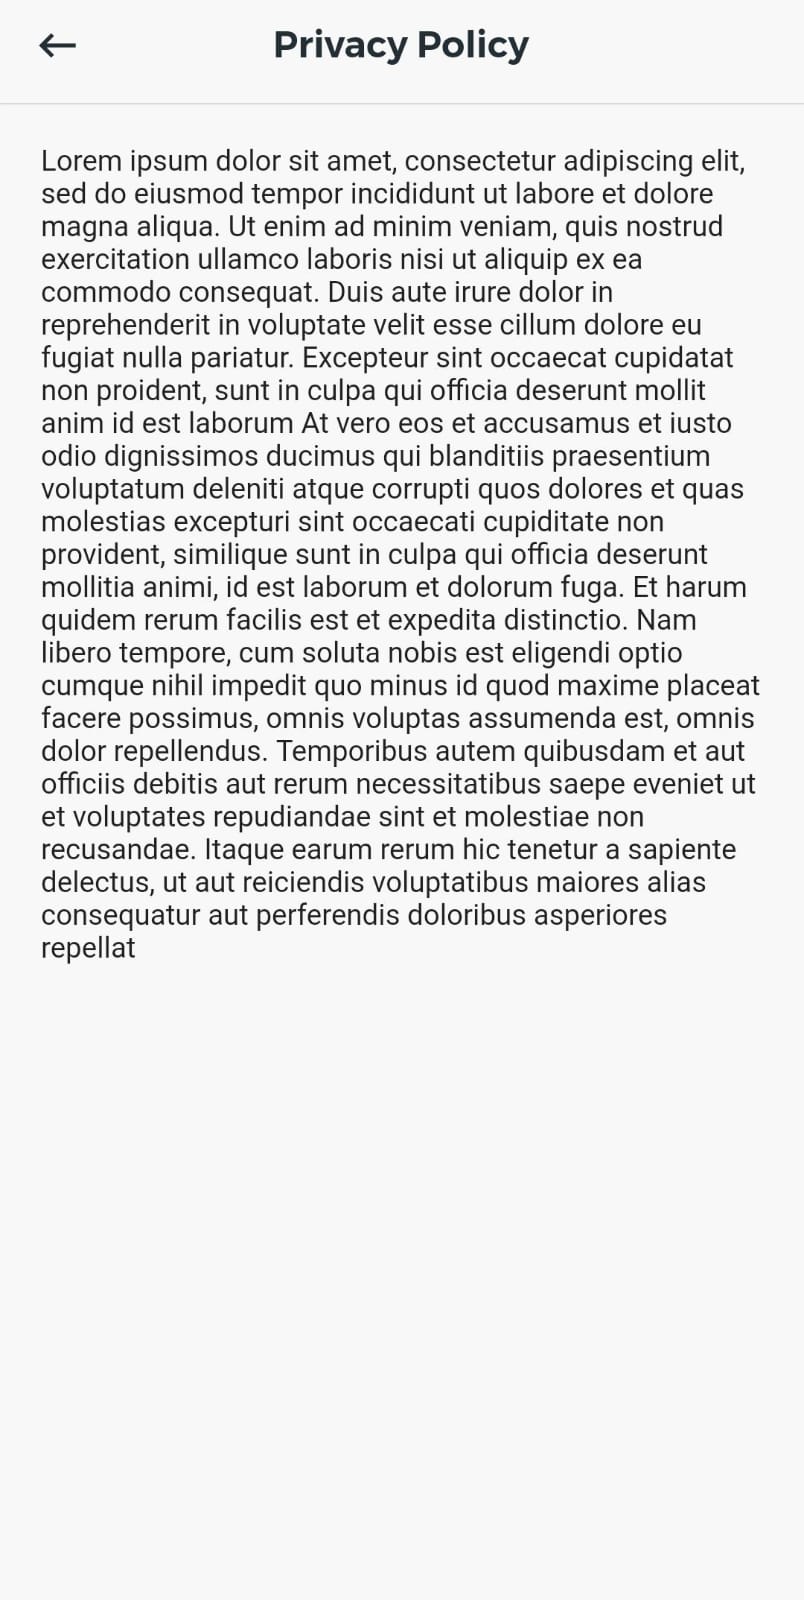 Privacy Policy
Lorem ipsum dolor sit amet, consectetur adipiscing elit,
sed do eiusmod tempor incididunt ut labore et dolore
magna aliqua. Ut enim ad minim veniam, quis nostrud
exercitation ullamco laboris nisi ut aliquip ex ea
commodo consequat. Duis aute irure dolor in
reprehenderit in voluptate velit esse cillum dolore eu
fugiat nulla pariatur. Excepteur sint occaecat cupidatat
non proident, sunt in culpa qui officia deserunt mollit
anim id est laborum At vero eos et accusamus et iusto
odio dignissimos ducimus qui blanditiis praesentium
voluptatum deleniti atque corrupti quos dolores et quas
molestias excepturi sint occaecati cupiditate non
provident, similique sunt in culpa qui officia deserunt
mollitia animi, id est laborum et dolorum fuga. Et harum
quidem rerum facilis est et expedita distinctio. Nam
libero tempore, cum soluta nobis est eligendi optio
cumque nihil impedit quo minus id quod maxime placeat
facere possimus, omnis voluptas assumenda est, omnis
dolor repellendus. Temporibus autem quibusdam et aut
officiis debitis aut rerum necessitatibus saepe eveniet ut
et voluptates repudiandae sint et molestiae non
recusandae. Itaque earum rerum hic tenetur a sapiente
delectus, ut aut reiciendis voluptatibus maiores alias
consequatur aut perferendis doloribus asperiores
repellat